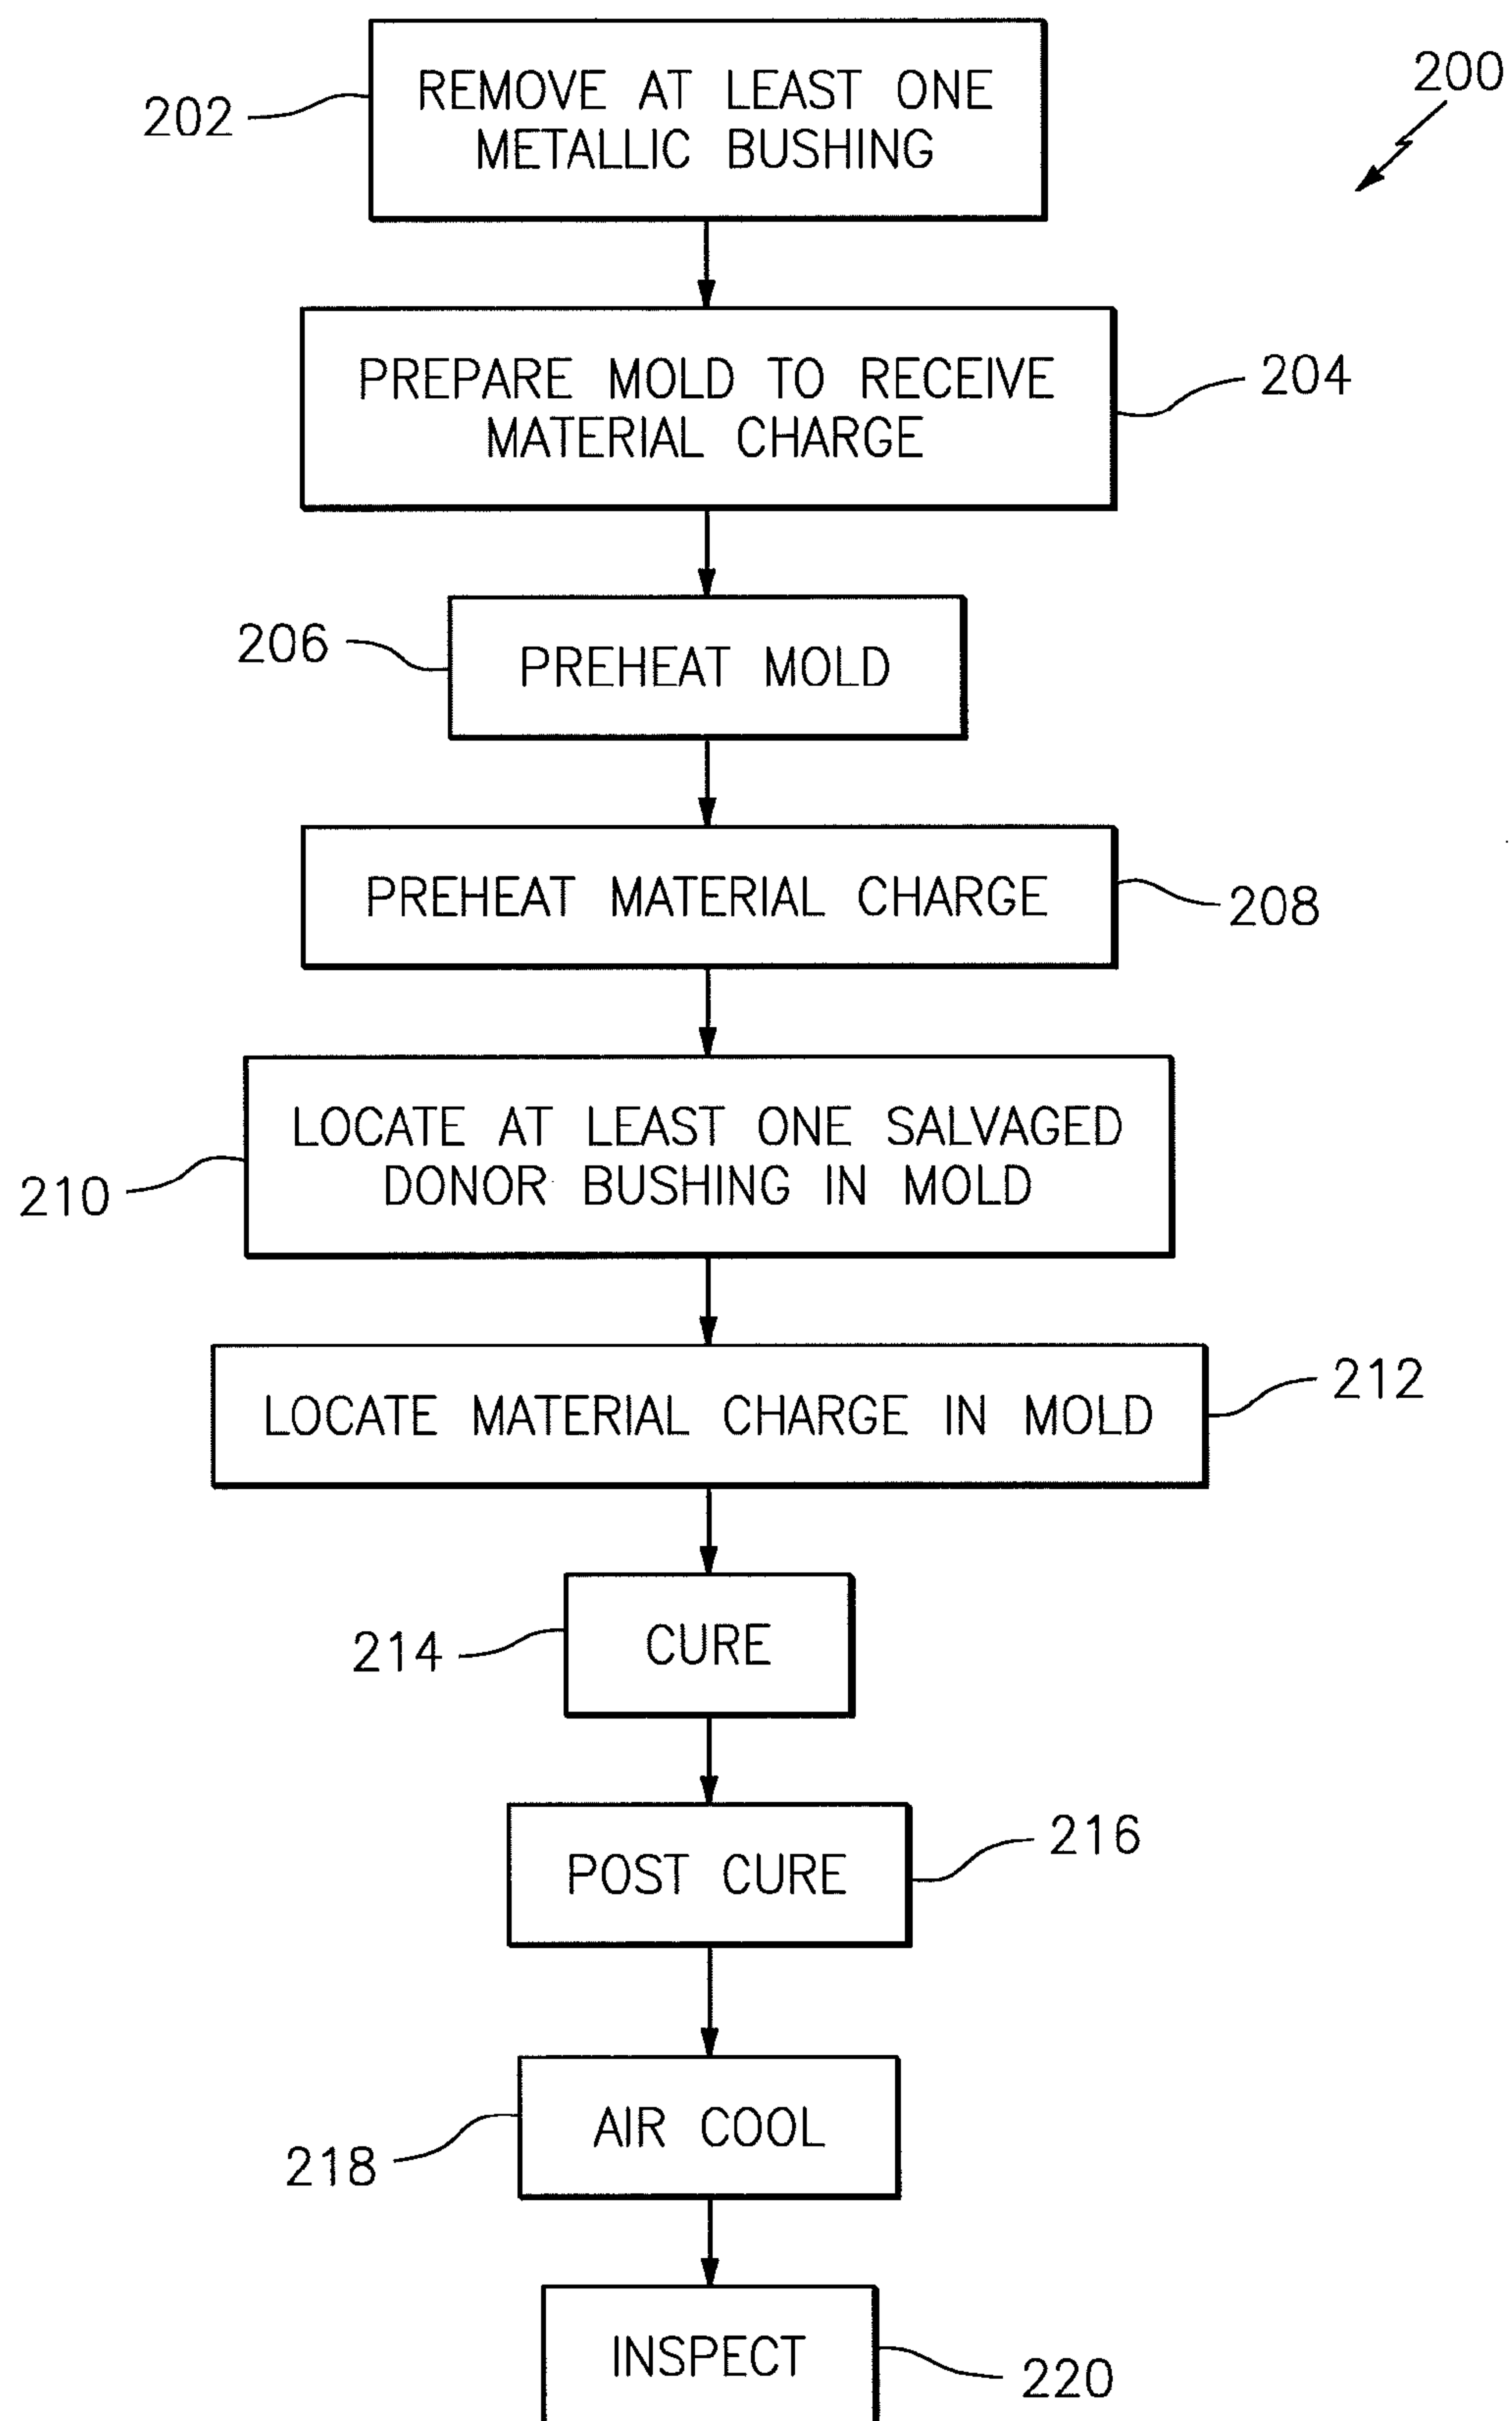 200
202
REMOVE AT LEAST ONE
METALLIC BUSHING
PREPARE MOLD TO RECEIVE
MATERIAL CHARGE
204
206
PREHEAT MOLD
PREHEAT MATERIAL CHARGE
208
LOCATE AT LEAST ONE SALVAGED
DONOR BUSHING IN MOLD
210
LOCATE MATERIAL CHARGE IN MOLD
212
CURE
214
POST CURE
216
AIR COOL
218
INSPECT
220